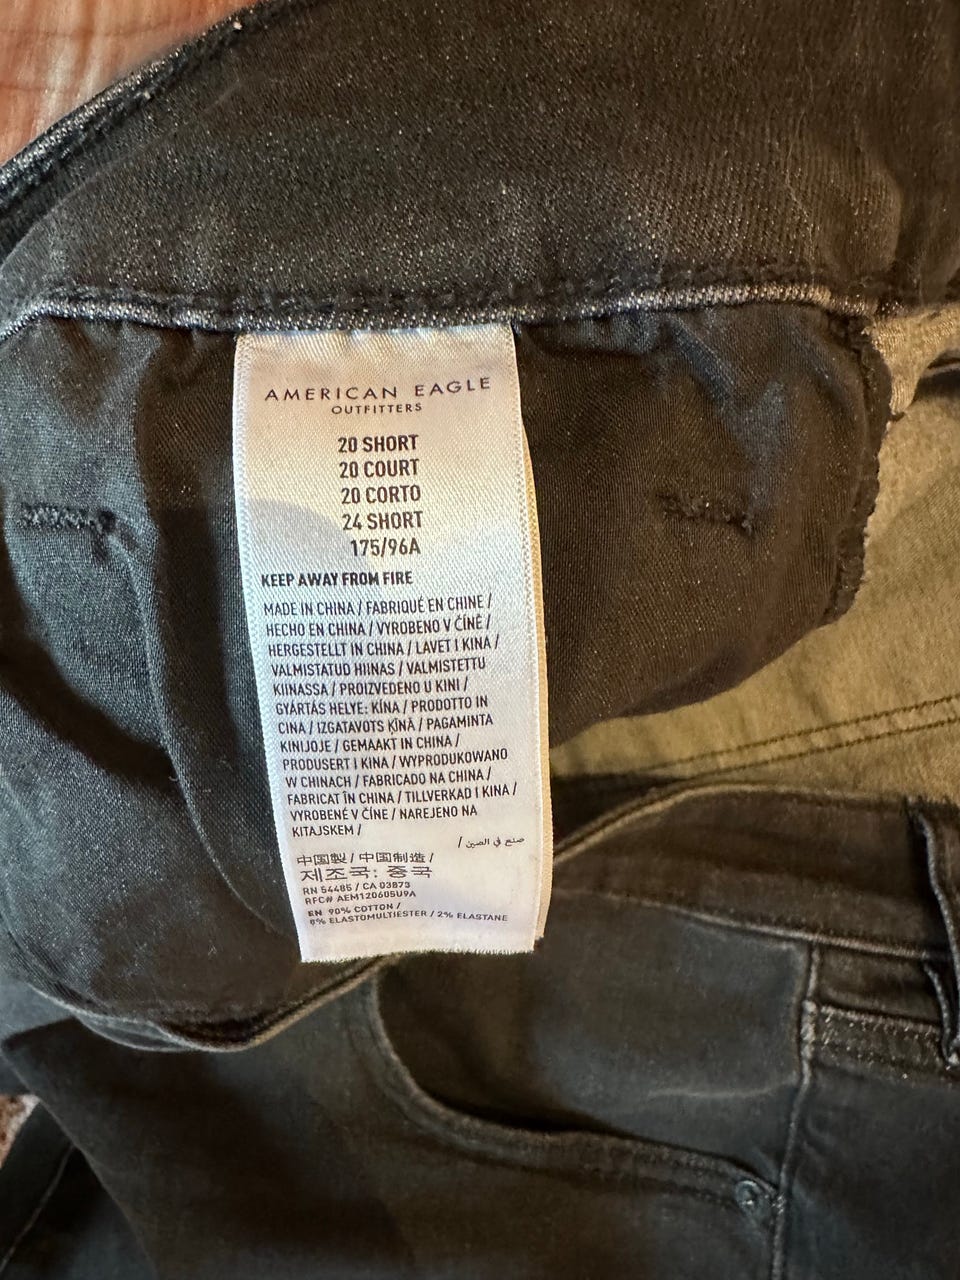 AMERICAN EAGLE
OUTFITTERS
20 SHORT
20 COURT
20 CORTO
24 SHORT
175/96A
KEEP AWAY FROM FIRE
MADE IN CHINA / FABRIQUÉ EN CHINE /
HECHO EN CHINA / VYROBENO V ČÍNĚ /
HERGESTELLT IN CHINA / LAVET I KINA /
VALMISTATUD HIINAS / VALMISTETTU
KIINASSA / PROIZVEDENO U KINI /
GYÁRTÁS HELYE: KÍNA / PRODOTTO IN
CINA / IZGATAVOTS ĶĪNĀ / PAGAMINTA
KINIJOJE / GEMAAKT IN CHINA /
PRODUSERT I KINA / WYPRODUKOWANO
W CHINACH / FABRICADO NA CHINA /
FABRICAT ÎN CHINA / TILLVERKAD I KINA /
VYROBENÉ V ČÍNE / NAREJENO NA
KITAJSKEM /
صنع في الصين /
中国製 / 中国制造 /
제조국: 중국
RN 54485 / CA 03873
RFC# AEM120605U9A
EN 90% COTTON /
8% ELASTOMULTIESTER / 2% ELASTANE